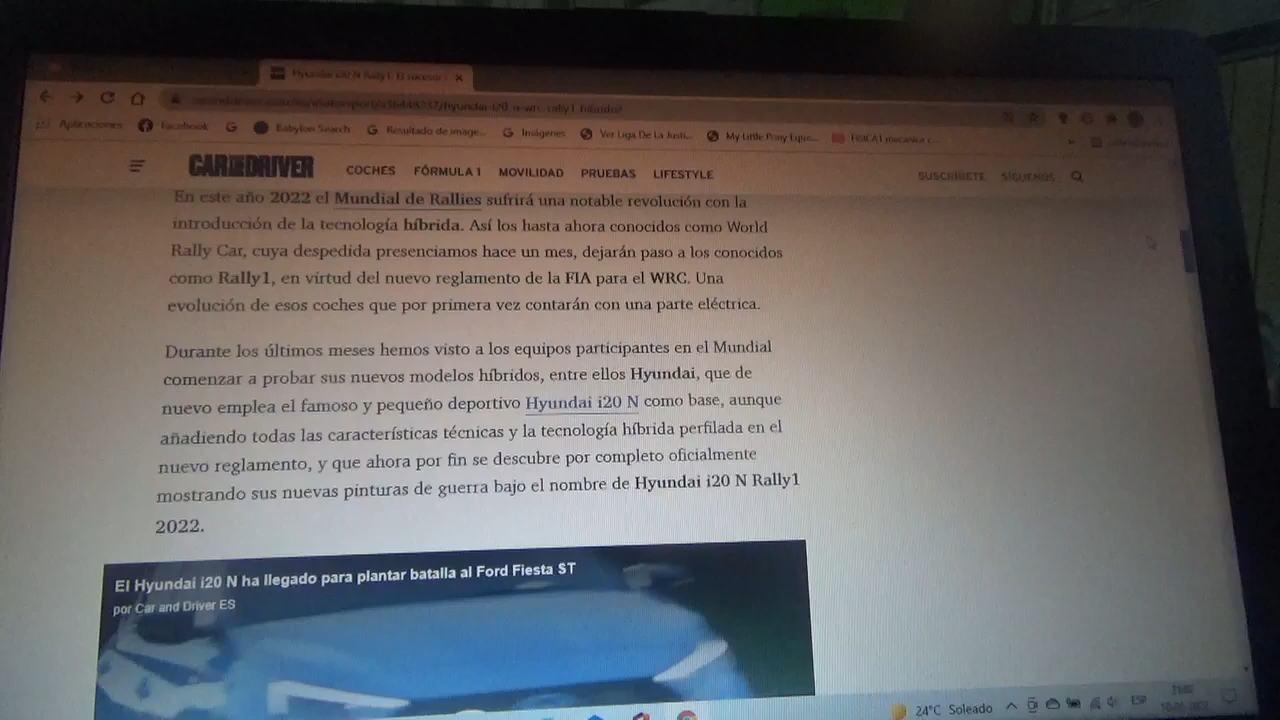 Hyundai i20 N Rally1: El sucesor
Aplicaciones Facebook G Babylon Search Resultado de image... Imágenes Ver Liga De La Justi... My Little Pony Eque... FISICA I mecanica c...
CAR AND DRIVER COCHES FÓRMULA 1 MOVILIDAD PRUEBAS LIFESTYLE SUSCRÍBETE SÍGUENOS
En este año 2022 el Mundial de Rallies sufrirá una notable revolución con la
introducción de la tecnología híbrida. Así los hasta ahora conocidos como World
Rally Car, cuya despedida presenciamos hace un mes, dejarán paso a los conocidos
como Rally1, en virtud del nuevo reglamento de la FIA para el WRC. Una
evolución de esos coches que por primera vez contarán con una parte eléctrica.
Durante los últimos meses hemos visto a los equipos participantes en el Mundial
comenzar a probar sus nuevos modelos híbridos, entre ellos Hyundai, que de
nuevo emplea el famoso y pequeño deportivo Hyundai i20 N como base, aunque
añadiendo todas las características técnicas y la tecnología híbrida perfilada en el
nuevo reglamento, y que ahora por fin se descubre por completo oficialmente
mostrando sus nuevas pinturas de guerra bajo el nombre de Hyundai i20 N Rally1
2022.
El Hyundai i20 N ha llegado para plantar batalla al Ford Fiesta ST
por Car and Driver ES
24°C Soleado ESP